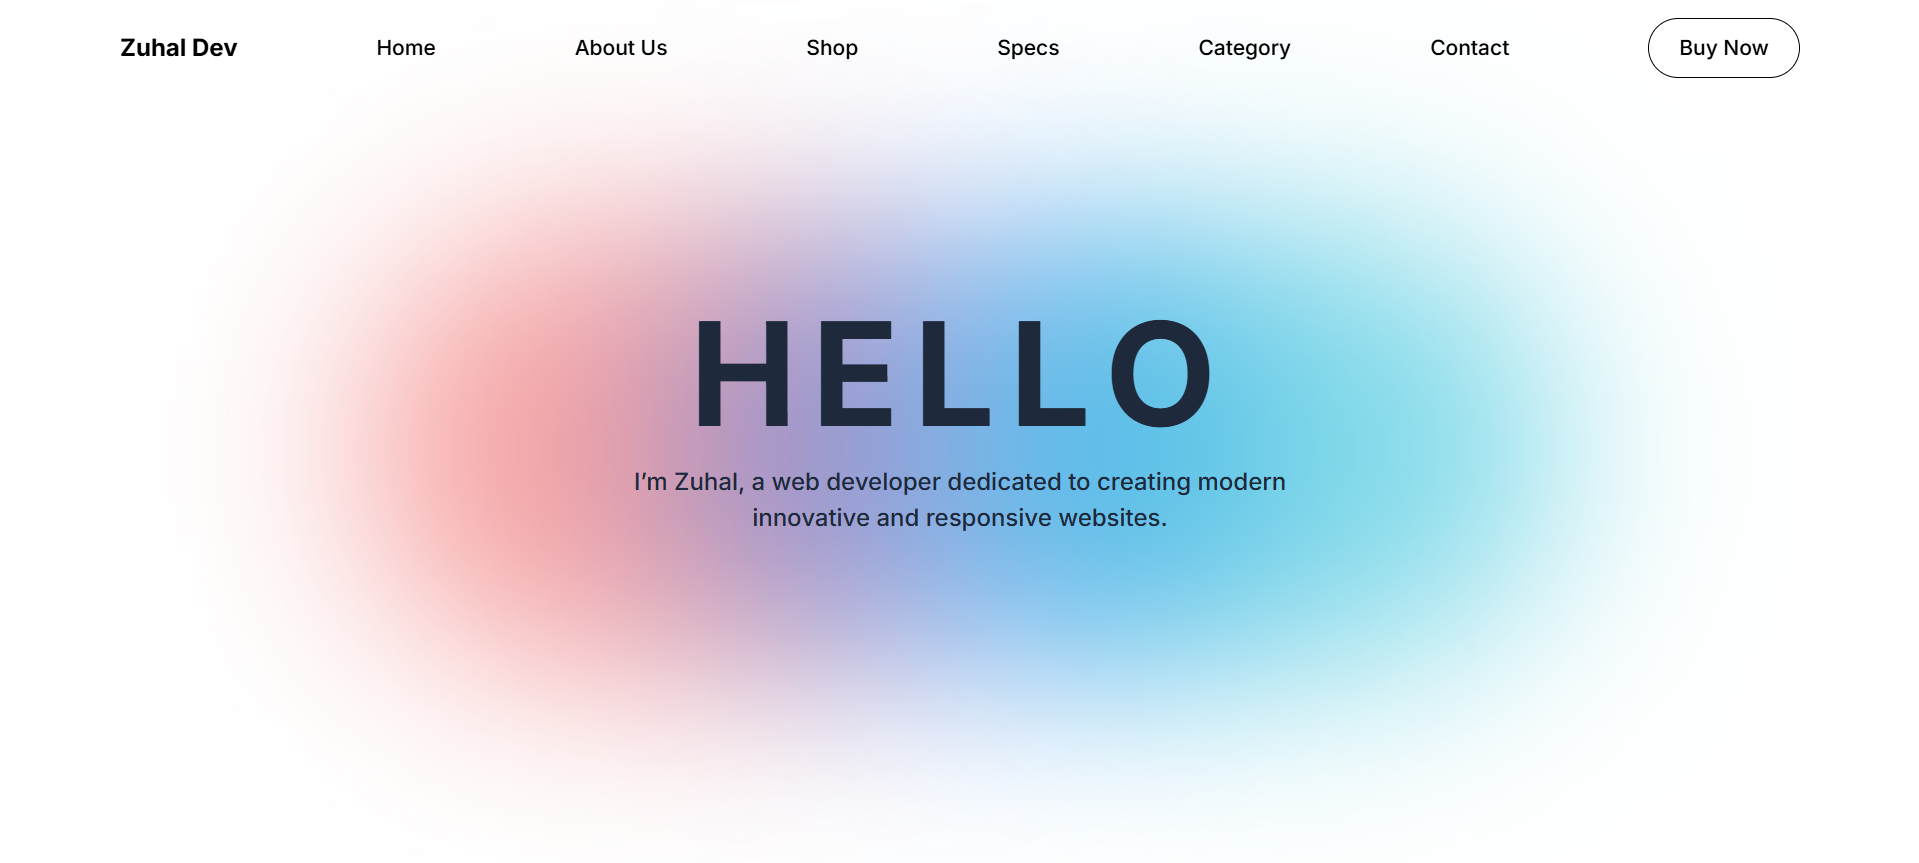 Zuhal Dev Home About Us Shop Specs Category Contact Buy Now
HELLO
I’m Zuhal, a web developer dedicated to creating modern
innovative and responsive websites.